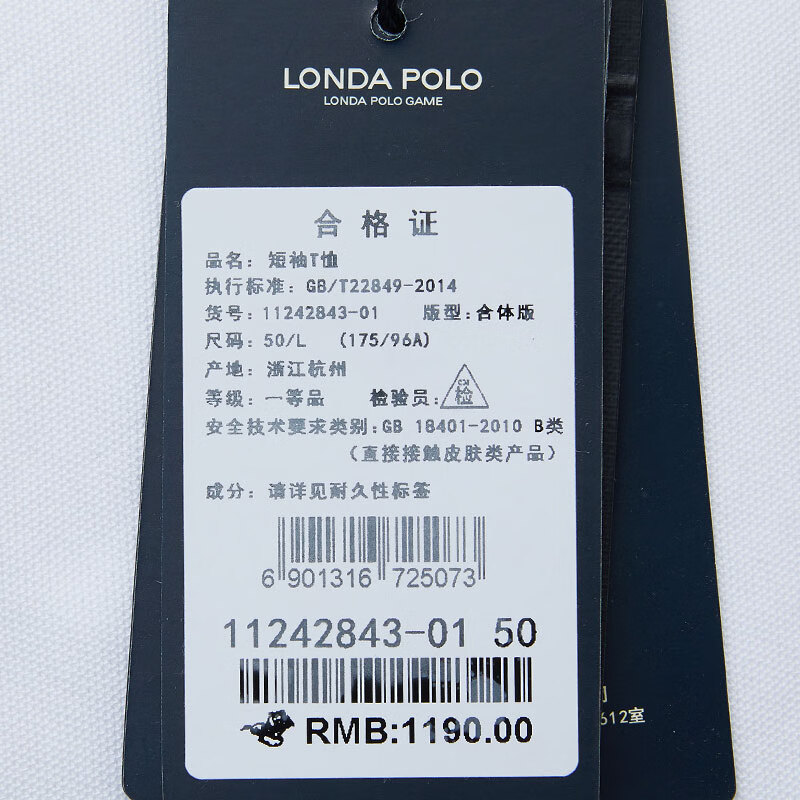 LONDA POLO
LONDA POLO GAME
合格证
品名：短袖T恤
执行标准：GB/T22849-2014
货号：11242843-01 版型：合体版
尺码：50/L （175/96A）
产地：浙江杭州
等级：一等品 检验员：检
安全技术要求类别：GB 18401-2010 B类
（直接接触皮肤类产品）
成分：请详见耐久性标签
6 901316 725073
11242843-01 50
RMB:1190.00
612室